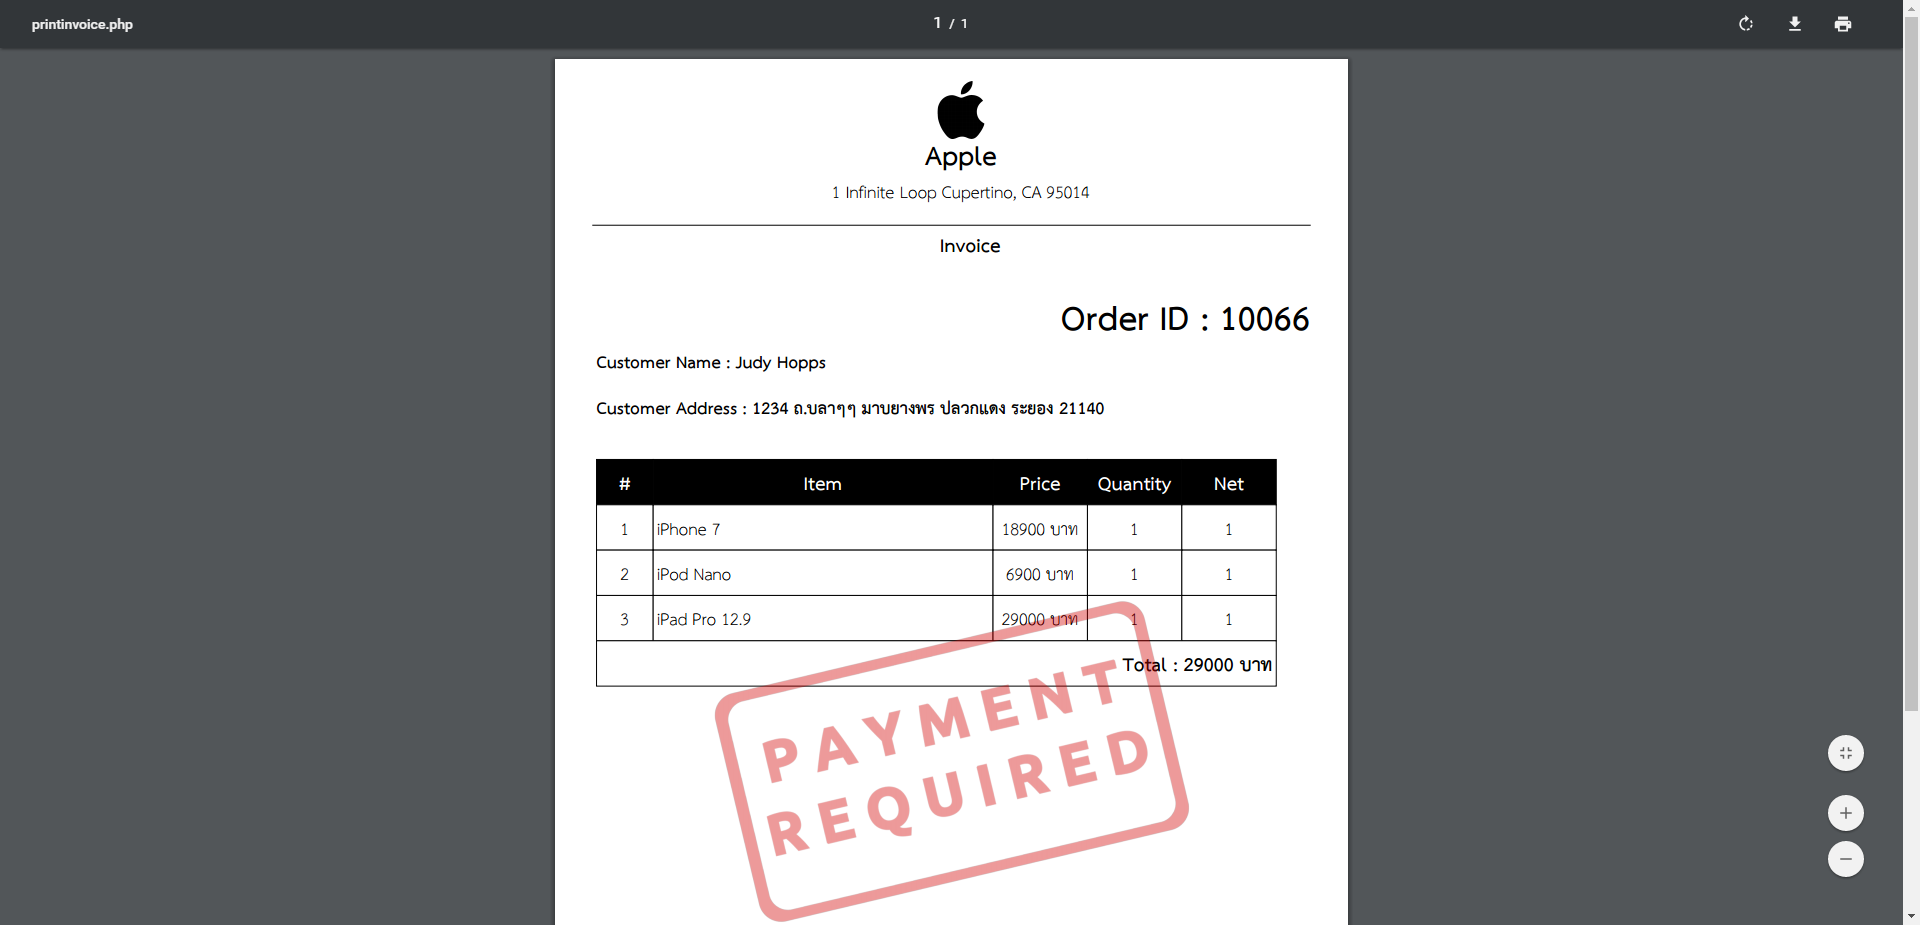 printinvoice.php
1 / 1
Apple
1 Infinite Loop Cupertino, CA 95014
Invoice
Order ID : 10066
Customer Name : Judy Hopps
Customer Address : 1234 ถ.บลาๆๆ มาบยางพร ปลวกแดง ระยอง 21140
# Item Price Quantity Net
1 iPhone 7 18900 บาท 1 1
2 iPod Nano 6900 บาท 1 1
3 iPad Pro 12.9 29000 บาท 1 1
Total : 29000 บาท
PAYMENT
REQUIRED